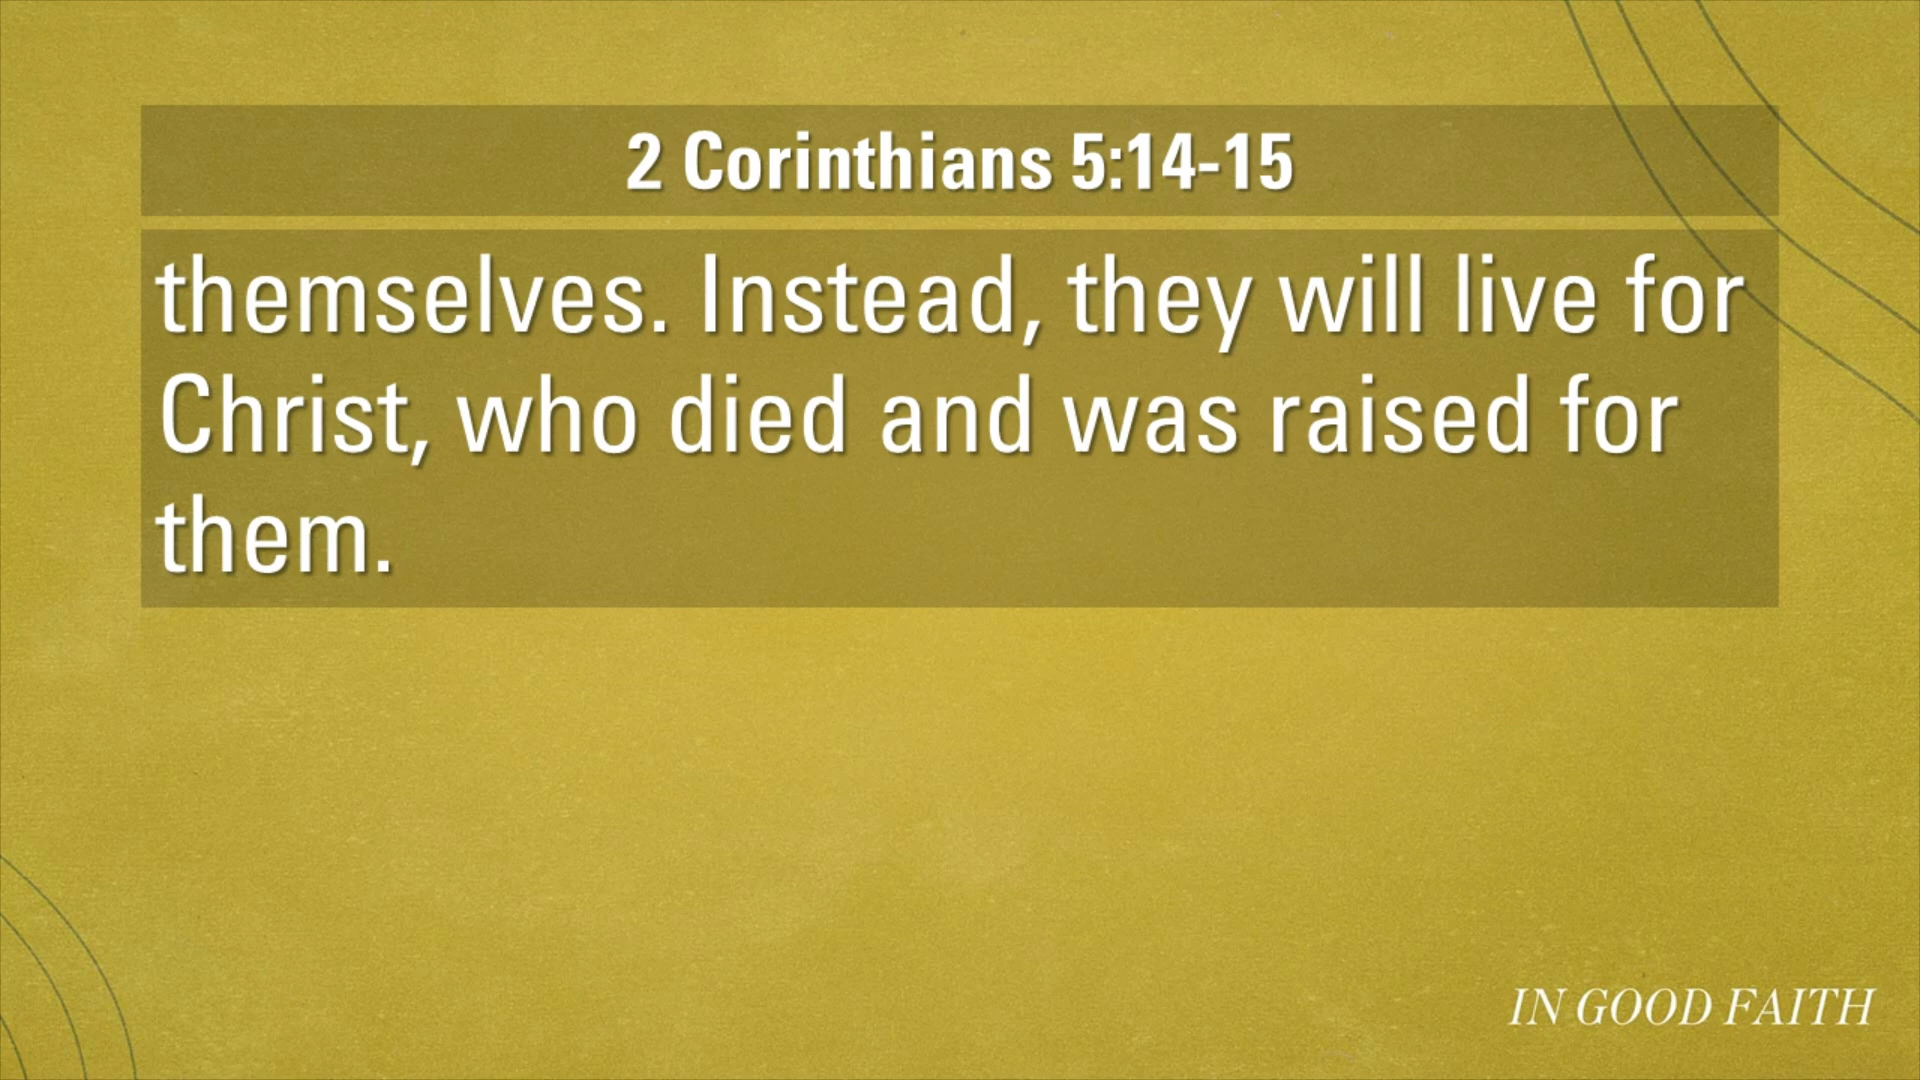 2 Corinthians 5:14-15
themselves. Instead, they will live for
Christ, who died and was raised for
them.
IN GOOD FAITH